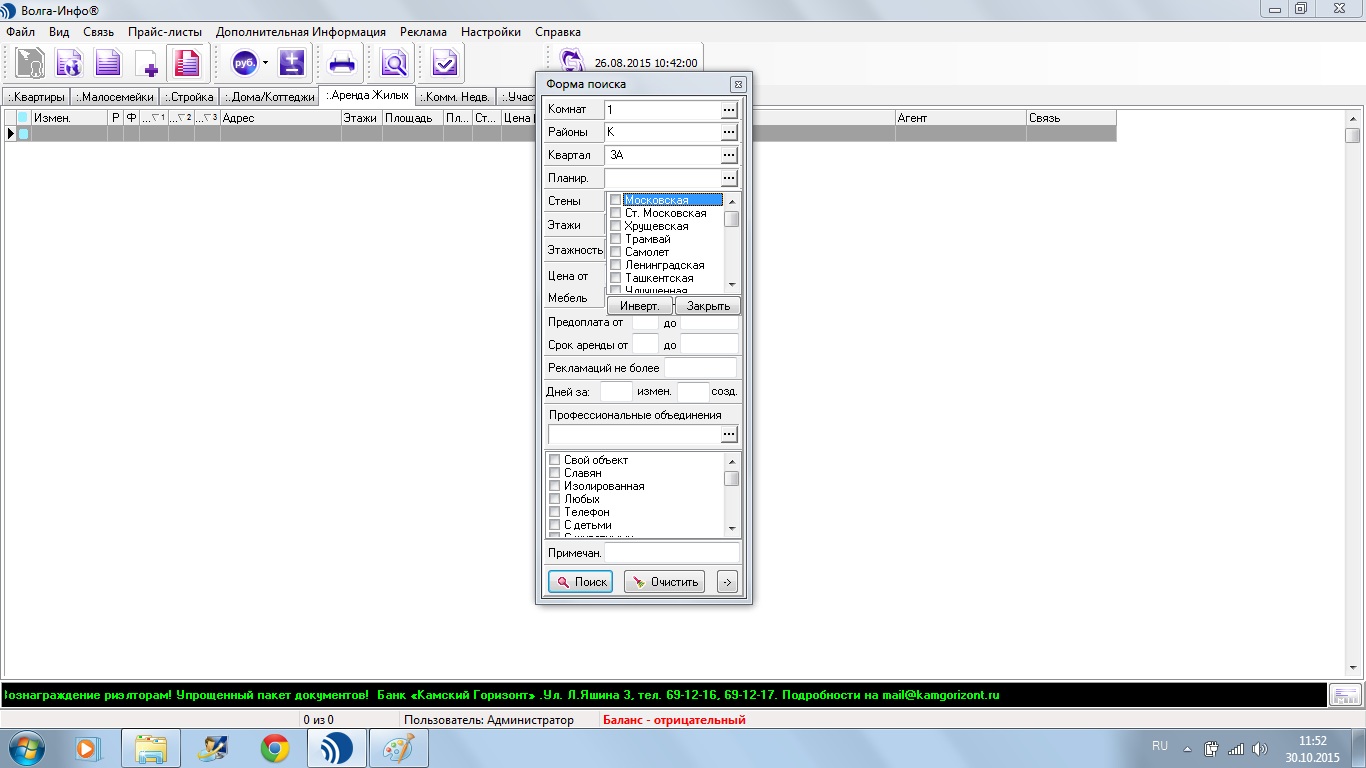 Волга-Инфо®
Файл Вид Связь Прайс-листы Дополнительная Информация Реклама Настройки Справка
руб.
26.08.2015 10:42:00
:.Квартиры :.Малосемейки :.Стройка :.Дома/Коттеджи :.Аренда Жилых :.Комм. Недв. :.Участ
Измен. Р Ф ...▽1 ...▽2 ...▽3 Адрес Этажи Площадь Пл... Ст... Цена Агент Связь
Форма поиска
Комнат 1 ...
Районы К ...
Квартал 3А ...
Планир. ...
Стены
Этажи
Этажность
Цена от
Мебель
Московская
Ст. Московская
Хрущевская
Трамвай
Самолет
Ленинградская
Ташкентская
Улучшенная
Инверт. Закрыть
Предоплата от до
Срок аренды от до
Рекламаций не более
Дней за: измен. созд.
Профессиональные объединения
...
Свой объект
Славян
Изолированная
Любых
Телефон
С детьми
Примечан.
Поиск Очистить ->
Вознаграждение риэлторам! Упрощенный пакет документов! Банк «Камский Горизонт» .Ул. Л.Яшина 3, тел. 69-12-16, 69-12-17. Подробности на mail@kamgorizont.ru
0 из 0 Пользователь: Администратор Баланс - отрицательный
RU 11:52
30.10.2015